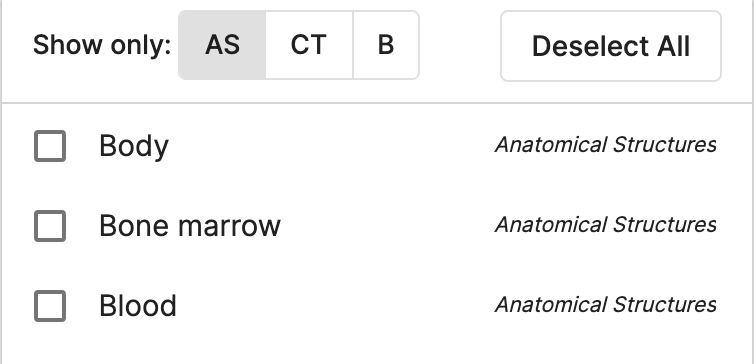 Show only: AS CT B Deselect All
Body Anatomical Structures
Bone marrow Anatomical Structures
Blood Anatomical Structures